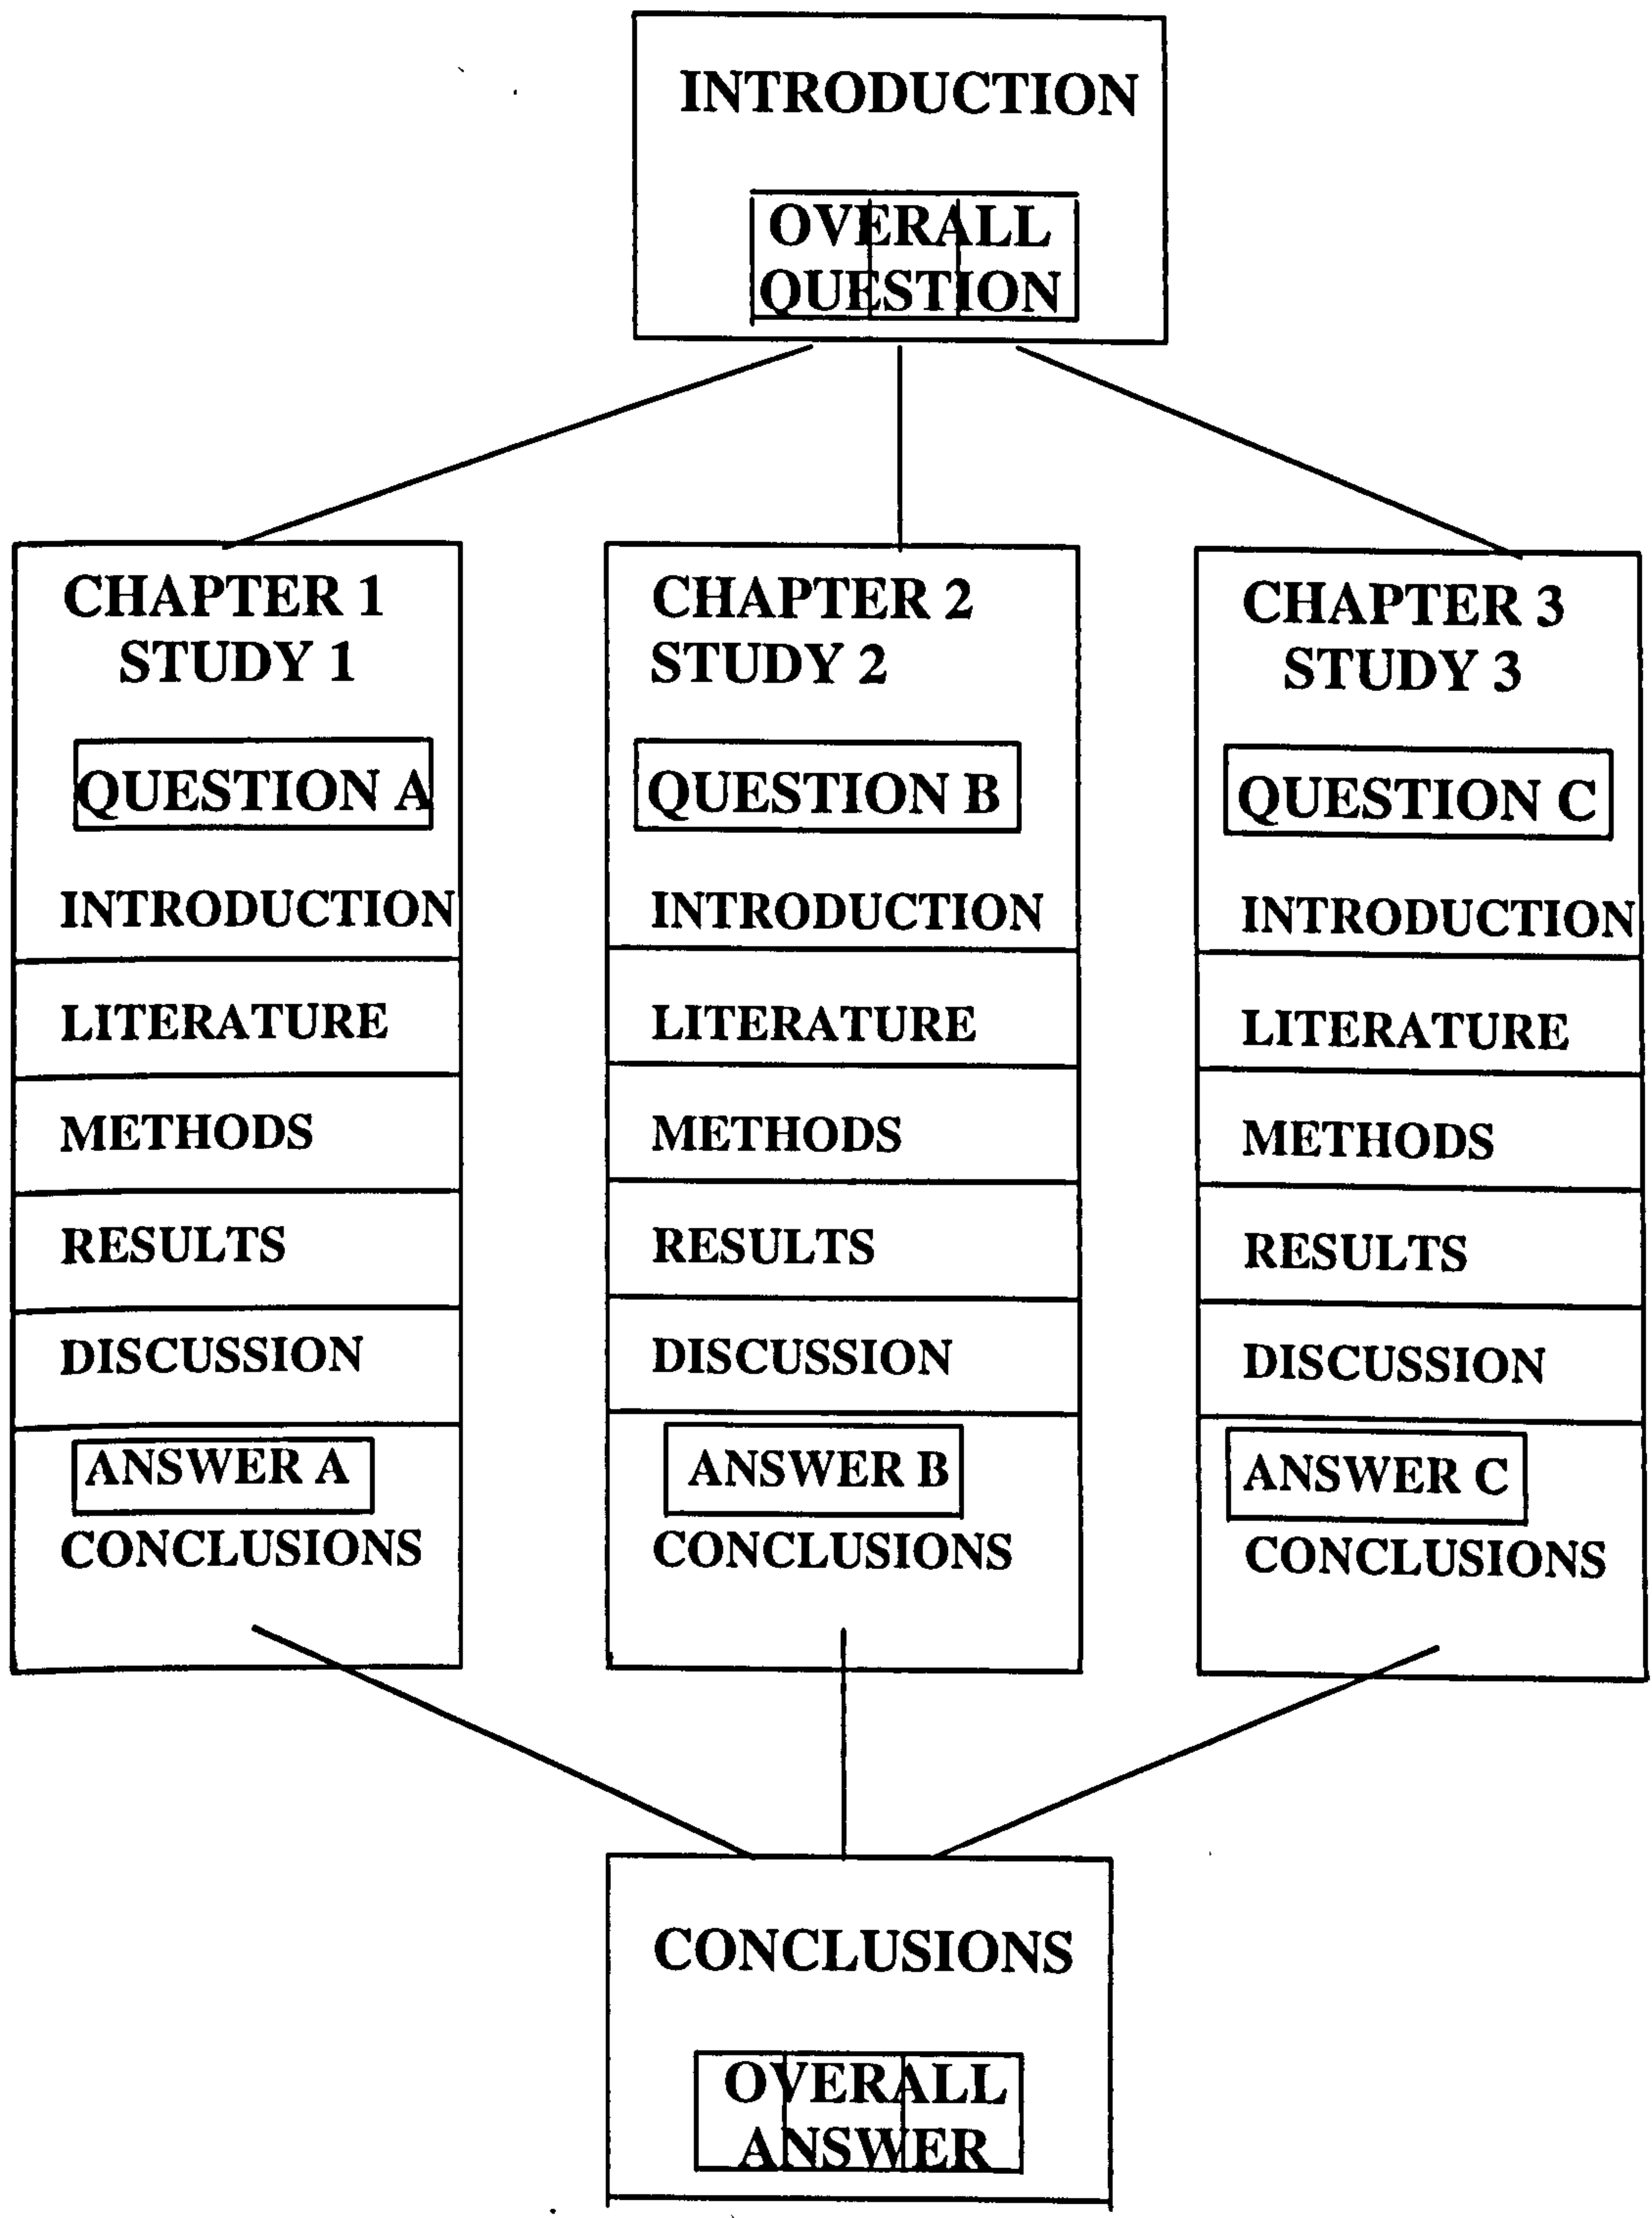 INTRODUCTION
OVERALL
QUESTION
CHAPTER 1
STUDY 1
QUESTION A
INTRODUCTION
LITERATURE
METHODS
RESULTS
DISCUSSION
ANSWER A
CONCLUSIONS
CHAPTER 2
STUDY 2
QUESTION B
INTRODUCTION
LITERATURE
METHODS
RESULTS
DISCUSSION
ANSWER B
CONCLUSIONS
CHAPTER 3
STUDY 3
QUESTION C
INTRODUCTION
LITERATURE
METHODS
RESULTS
DISCUSSION
ANSWER C
CONCLUSIONS
CONCLUSIONS
OVERALL
ANSWER